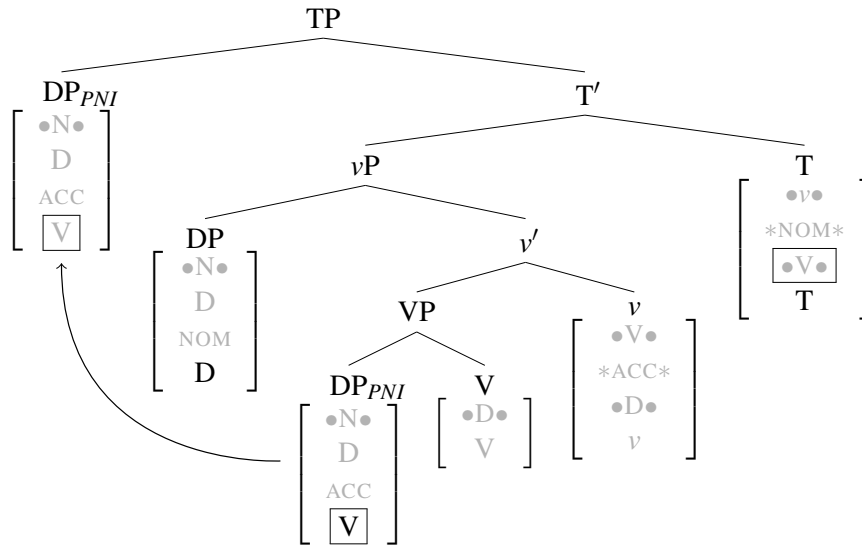 TP
DP_PNI T′
•N• vP T
D •v•
ACC DP v′ *NOM*
V •N• •V•
D VP v T
NOM •V•
D DP_PNI V *ACC*
•N• •D• •D•
D V v
ACC
V